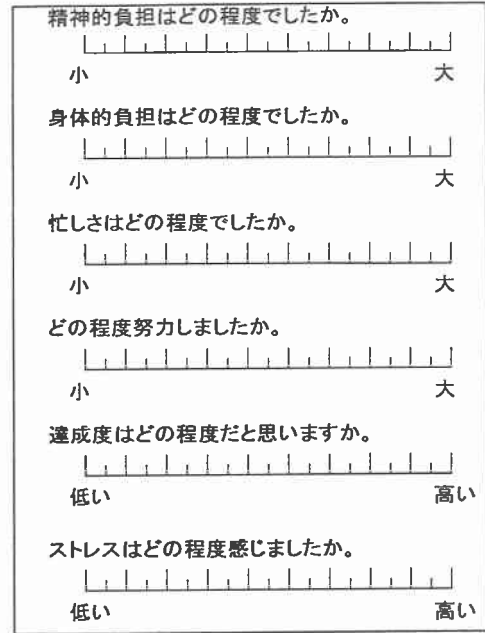 精神的負担はどの程度でしたか。
小 大
身体的負担はどの程度でしたか。
小 大
忙しさはどの程度でしたか。
小 大
どの程度努力しましたか。
小 大
達成度はどの程度だと思いますか。
低い 高い
ストレスはどの程度感じましたか。
低い 高い